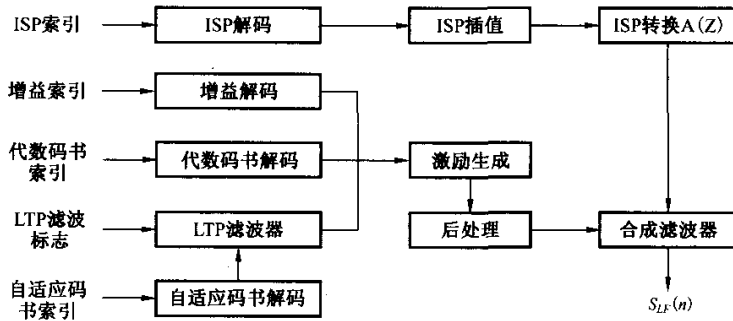 ISP索引
ISP解码
ISP插值
ISP转换A(Z)
增益索引
增益解码
代数码书
索引
代数码书解码
激励生成
LTP滤波
标志
LTP滤波器
后处理
合成滤波器
自适应码
书索引
自适应码书解码
S_{LF}(n)